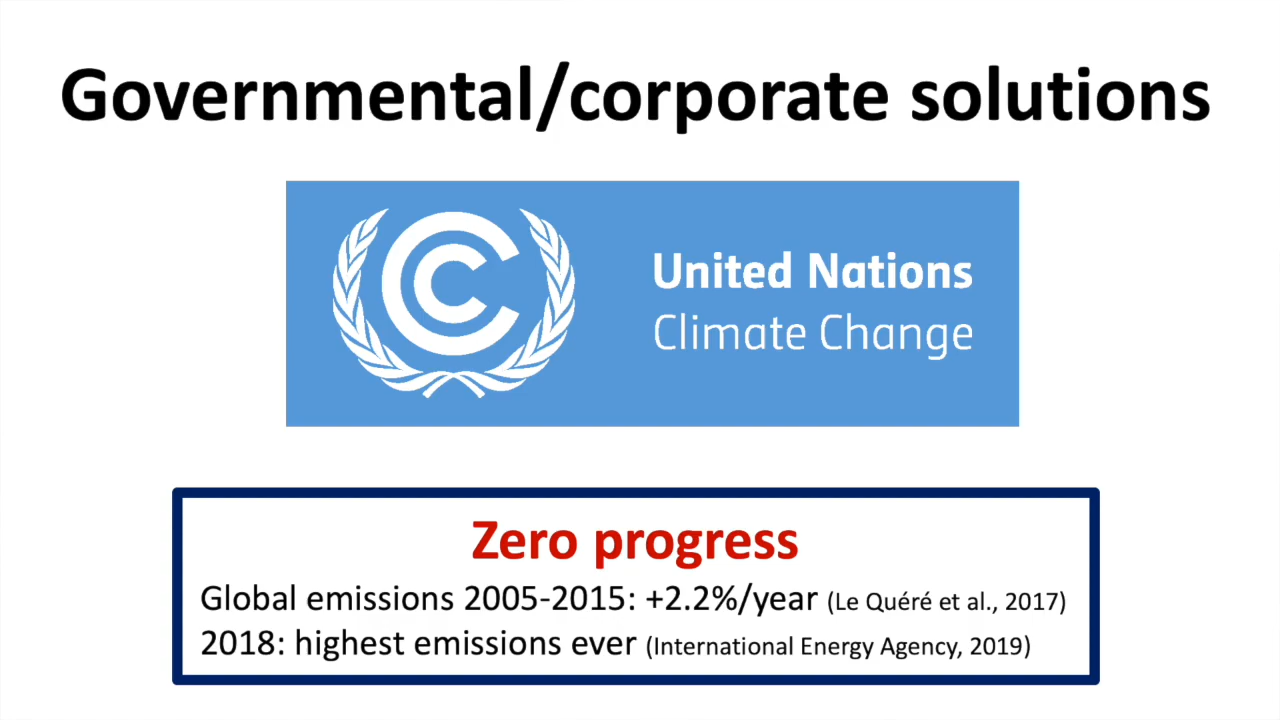 Governmental/corporate solutions
United Nations
Climate Change
Zero progress
Global emissions 2005-2015: +2.2%/year (Le Quéré et al., 2017)
2018: highest emissions ever (International Energy Agency, 2019)